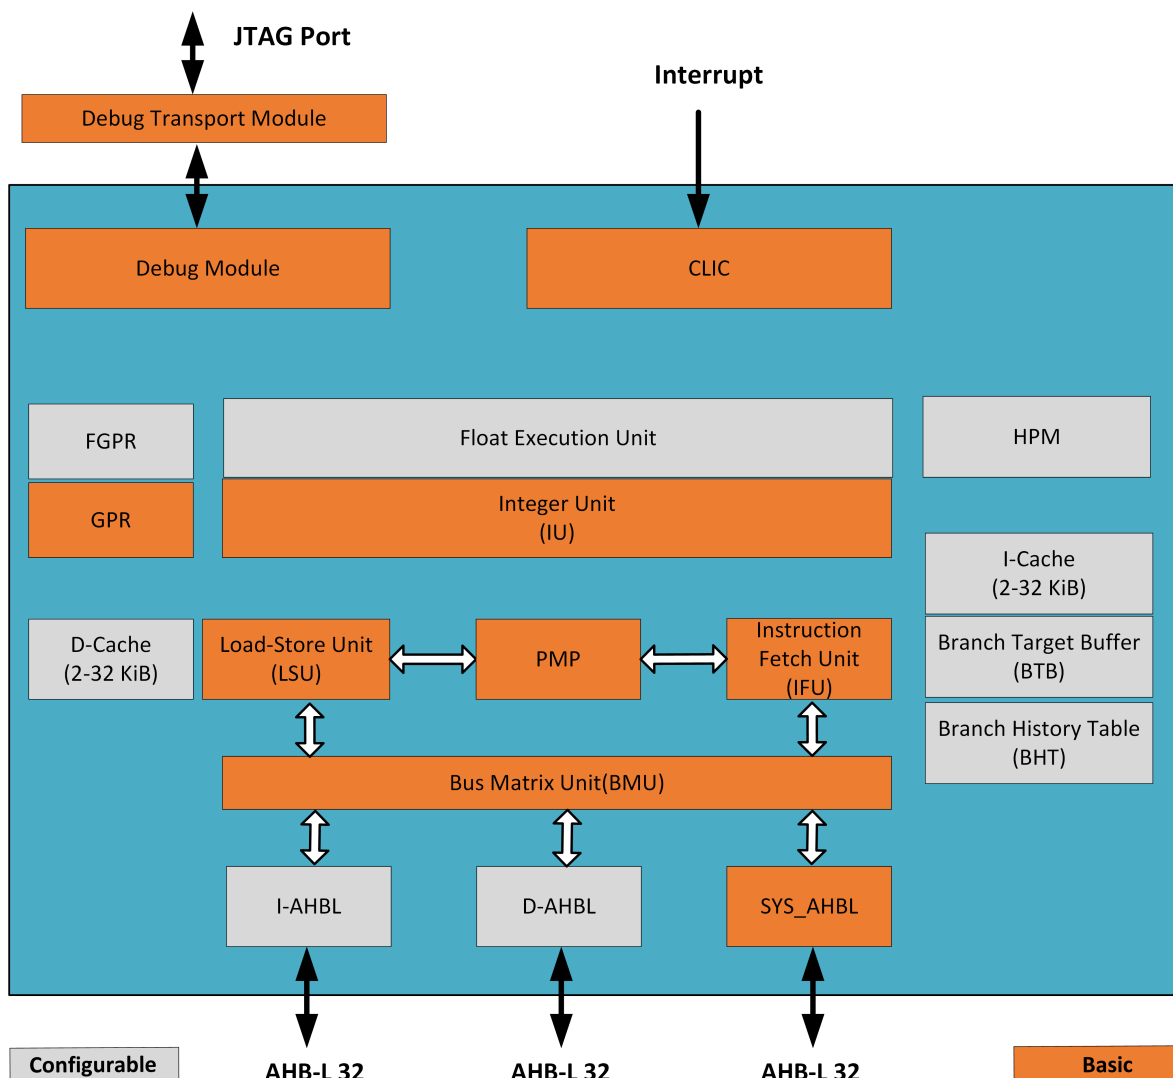 JTAG Port
Interrupt
Debug Transport Module
Debug Module
CLIC
FGPR
Float Execution Unit
HPM
GPR
Integer Unit
(IU)
I-Cache
(2-32 KiB)
D-Cache
(2-32 KiB)
Load-Store Unit
(LSU)
PMP
Instruction
Fetch Unit
(IFU)
Branch Target Buffer
(BTB)
Branch History Table
(BHT)
Bus Matrix Unit(BMU)
I-AHBL
D-AHBL
SYS_AHBL
Configurable
AHB-L 32
AHB-L 32
AHB-L 32
Basic